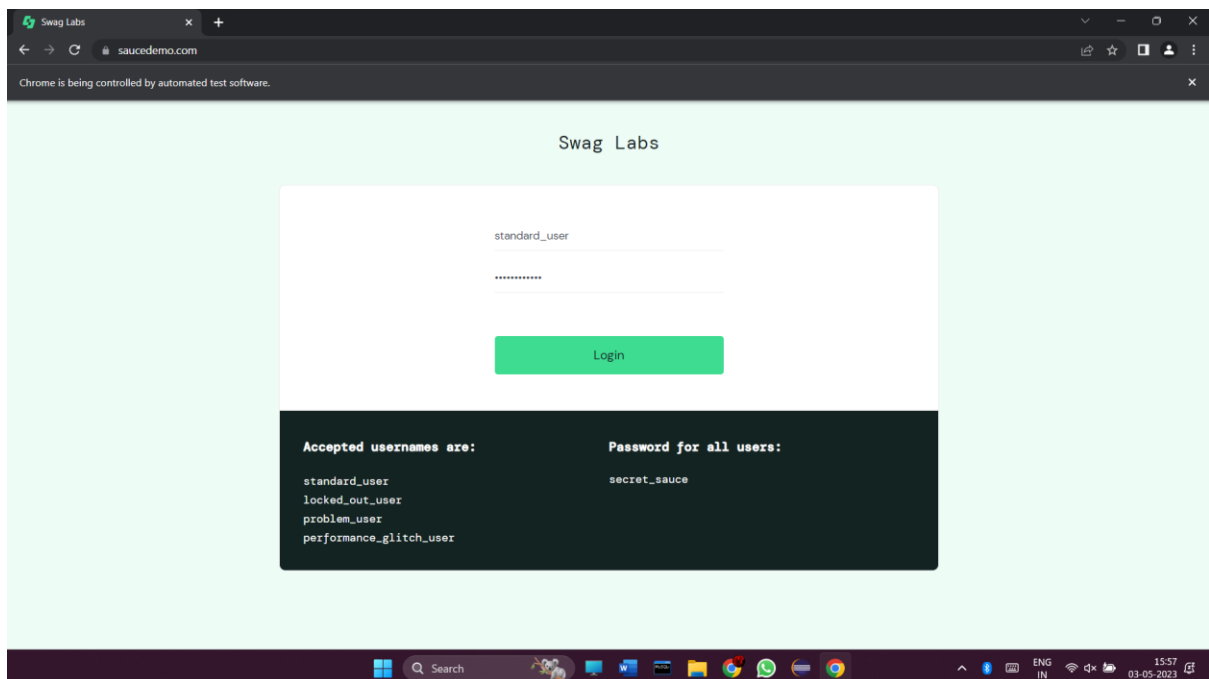 Swag Labs
saucedemo.com
Chrome is being controlled by automated test software.
Swag Labs
standard_user
••••••••••••
Login
Accepted usernames are:
standard_user
locked_out_user
problem_user
performance_glitch_user
Password for all users:
secret_sauce
Search
ENG
IN
15:57
03-05-2023